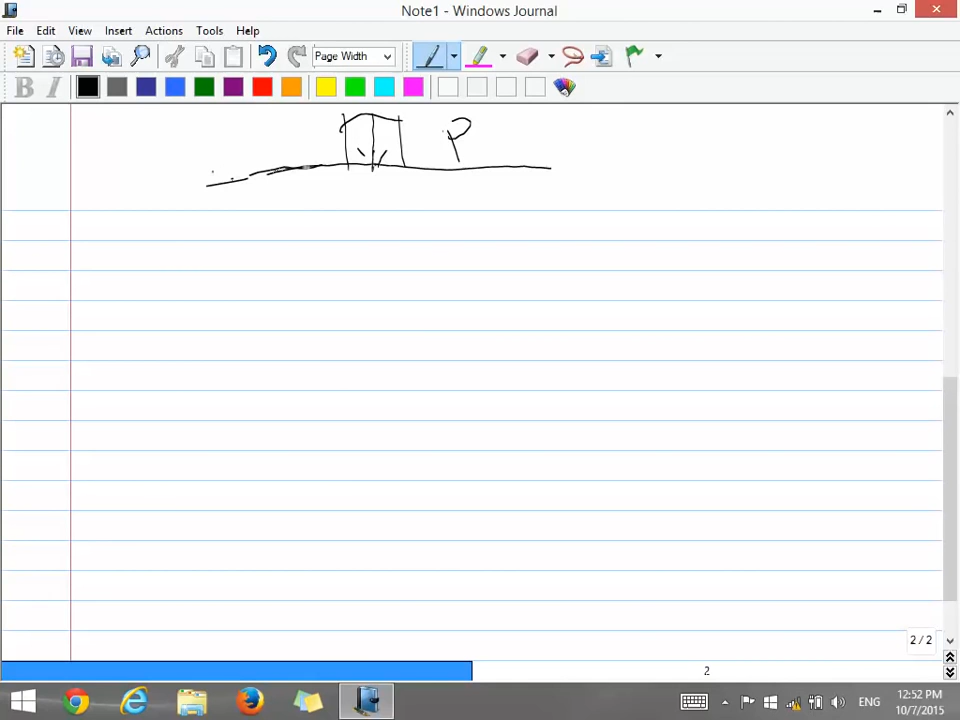 Note1 - Windows Journal
File Edit View Insert Actions Tools Help
Page Width
B I
P
2 / 2
2
ENG
12:52 PM
10/7/2015